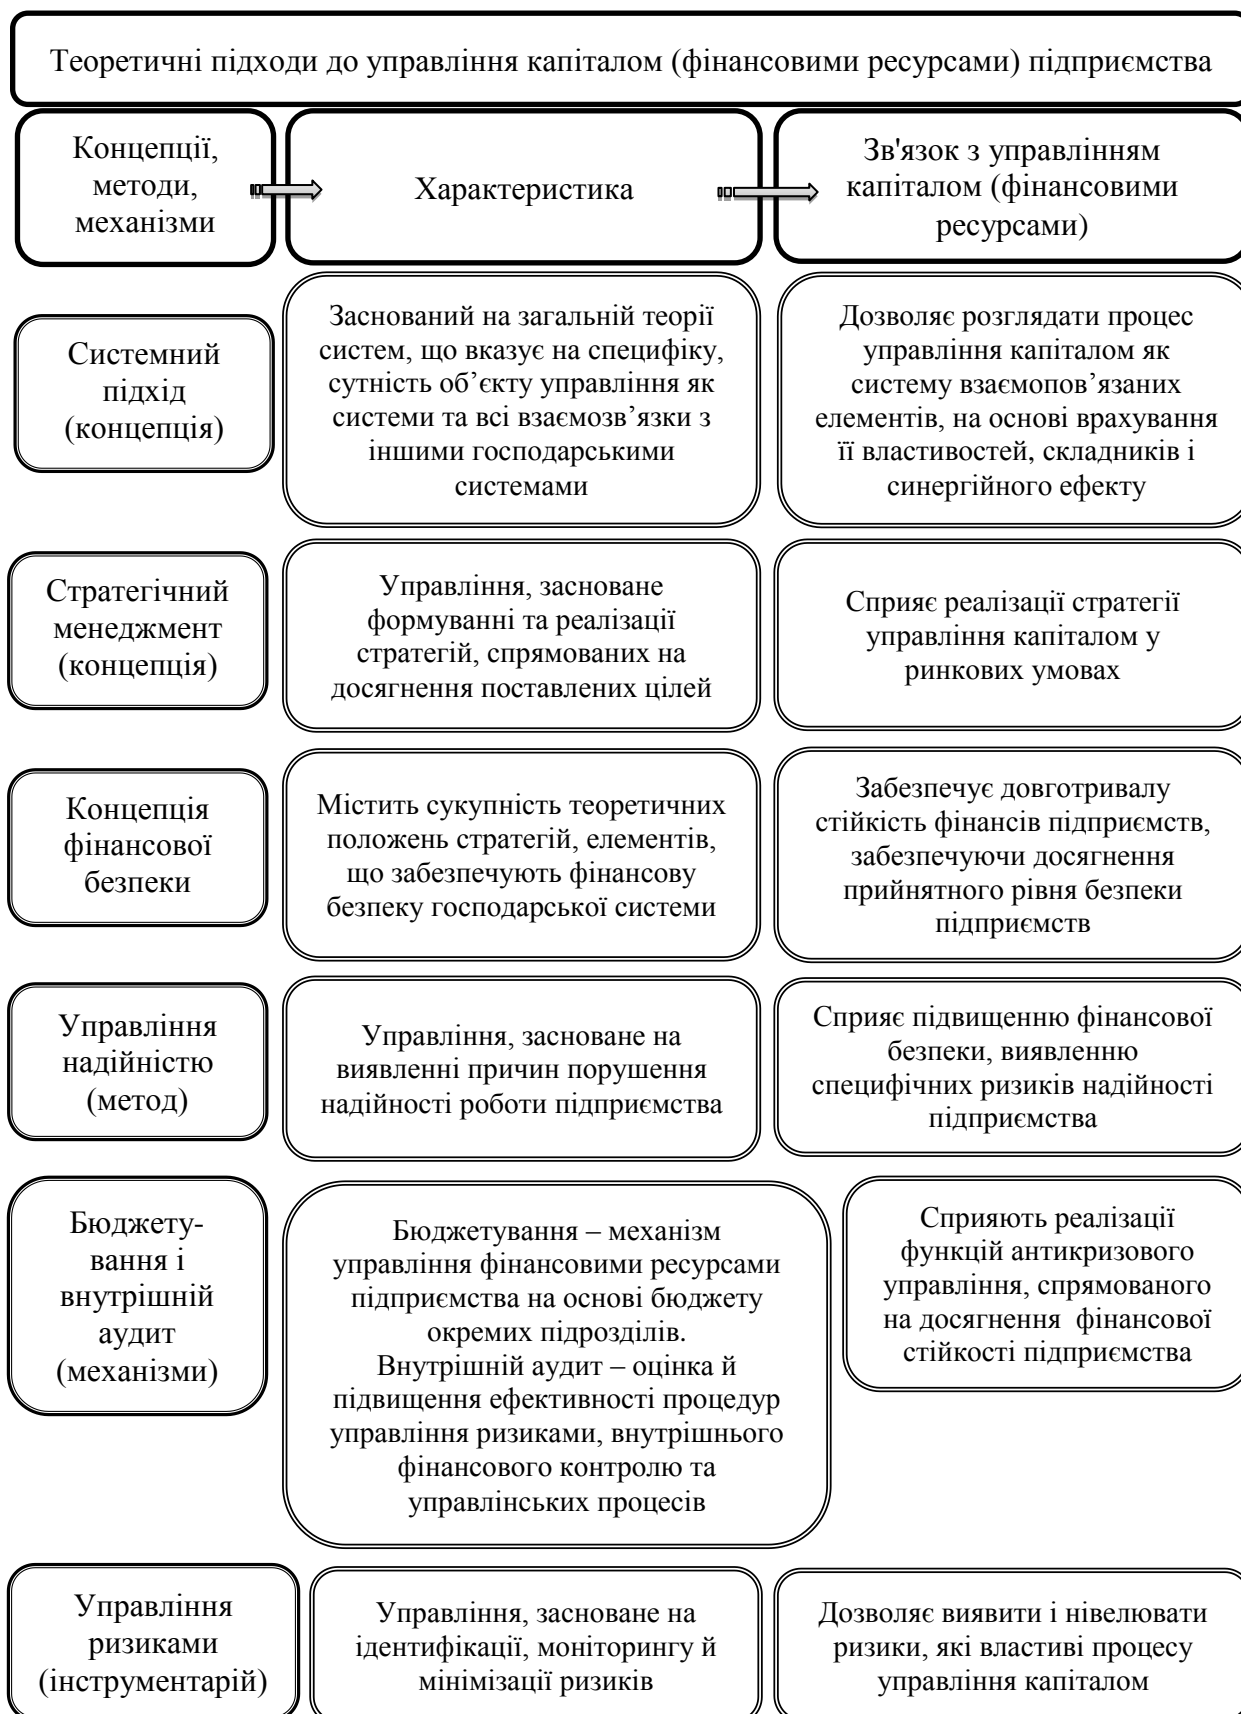 Теоретичні підходи до управління капіталом (фінансовими ресурсами) підприємства
Концепції,
методи,
механізми
Характеристика
Зв'язок з управлінням
капіталом (фінансовими
ресурсами)
Системний
підхід
(концепція)
Заснований на загальній теорії
систем, що вказує на специфіку,
сутність об’єкту управління як
системи та всі взаємозв’язки з
іншими господарськими
системами
Дозволяє розглядати процес
управління капіталом як
систему взаємопов’язаних
елементів, на основі врахування
її властивостей, складників і
синергійного ефекту
Стратегічний
менеджмент
(концепція)
Управління, засноване
формуванні та реалізації
стратегій, спрямованих на
досягнення поставлених цілей
Сприяє реалізації стратегії
управління капіталом у
ринкових умовах
Концепція
фінансової
безпеки
Містить сукупність теоретичних
положень стратегій, елементів,
що забезпечують фінансову
безпеку господарської системи
Забезпечує довготривалу
стійкість фінансів підприємств,
забезпечуючи досягнення
прийнятного рівня безпеки
підприємств
Управління
надійністю
(метод)
Управління, засноване на
виявленні причин порушення
надійності роботи підприємства
Сприяє підвищенню фінансової
безпеки, виявленню
специфічних ризиків надійності
підприємства
Бюджету-
вання і
внутрішній
аудит
(механізми)
Бюджетування – механізм
управління фінансовими ресурсами
підприємства на основі бюджету
окремих підрозділів.
Внутрішній аудит – оцінка й
підвищення ефективності процедур
управління ризиками, внутрішнього
фінансового контролю та
управлінських процесів
Сприяють реалізації
функцій антикризового
управління, спрямованого
на досягнення  фінансової
стійкості підприємства
Управління
ризиками
(інструментарій)
Управління, засноване на
ідентифікації, моніторингу й
мінімізації ризиків
Дозволяє виявити і нівелювати
ризики, які властиві процесу
управління капіталом